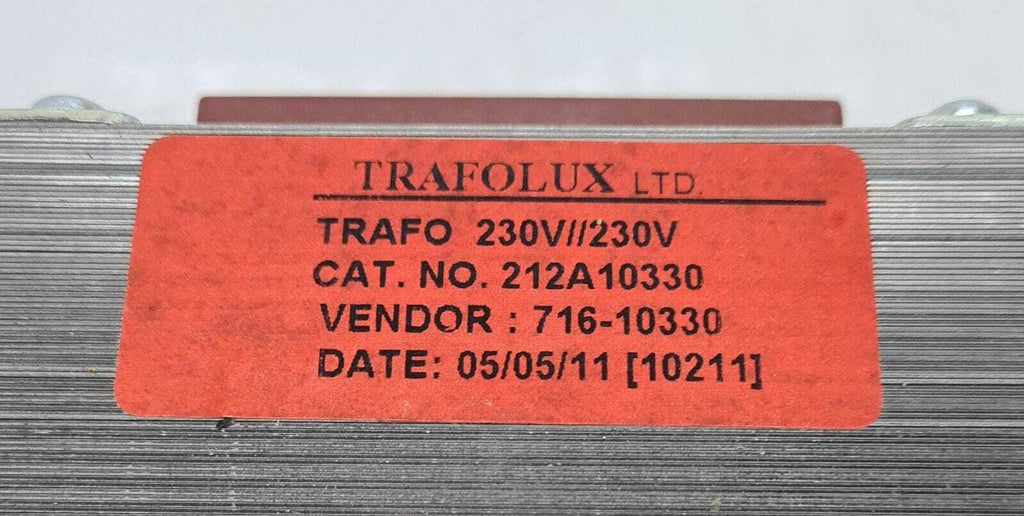 TRAFOLUX LTD.
TRAFO 230V//230V
CAT. NO. 212A10330
VENDOR : 716-10330
DATE: 05/05/11 [10211]